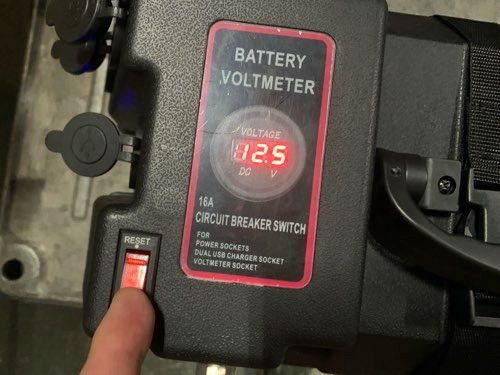 BATTERY
VOLTMETER
VOLTAGE
12.5
DC V
16A
CIRCUIT BREAKER SWITCH
FOR
POWER SOCKETS
DUAL USB CHARGER SOCKET
VOLTMETER SOCKET
RESET